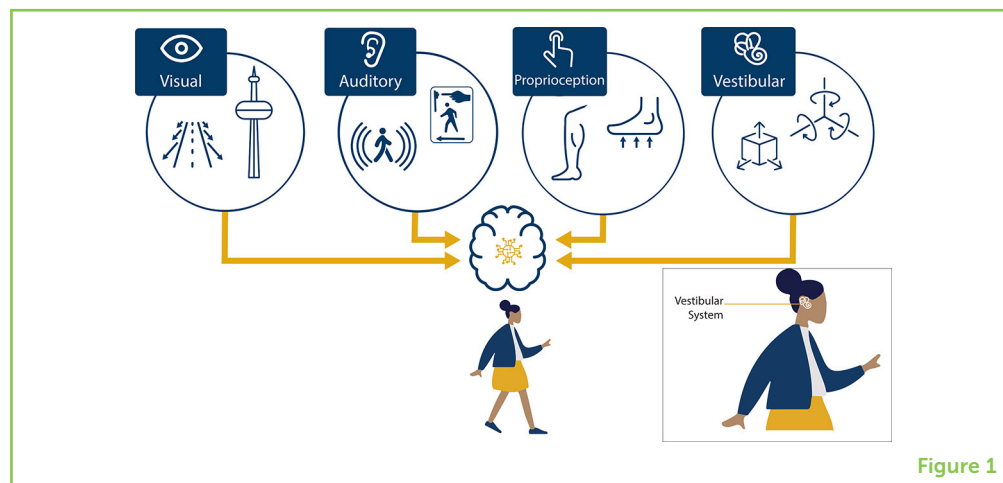 Visual
Auditory
Proprioception
Vestibular
Vestibular
System
Figure 1